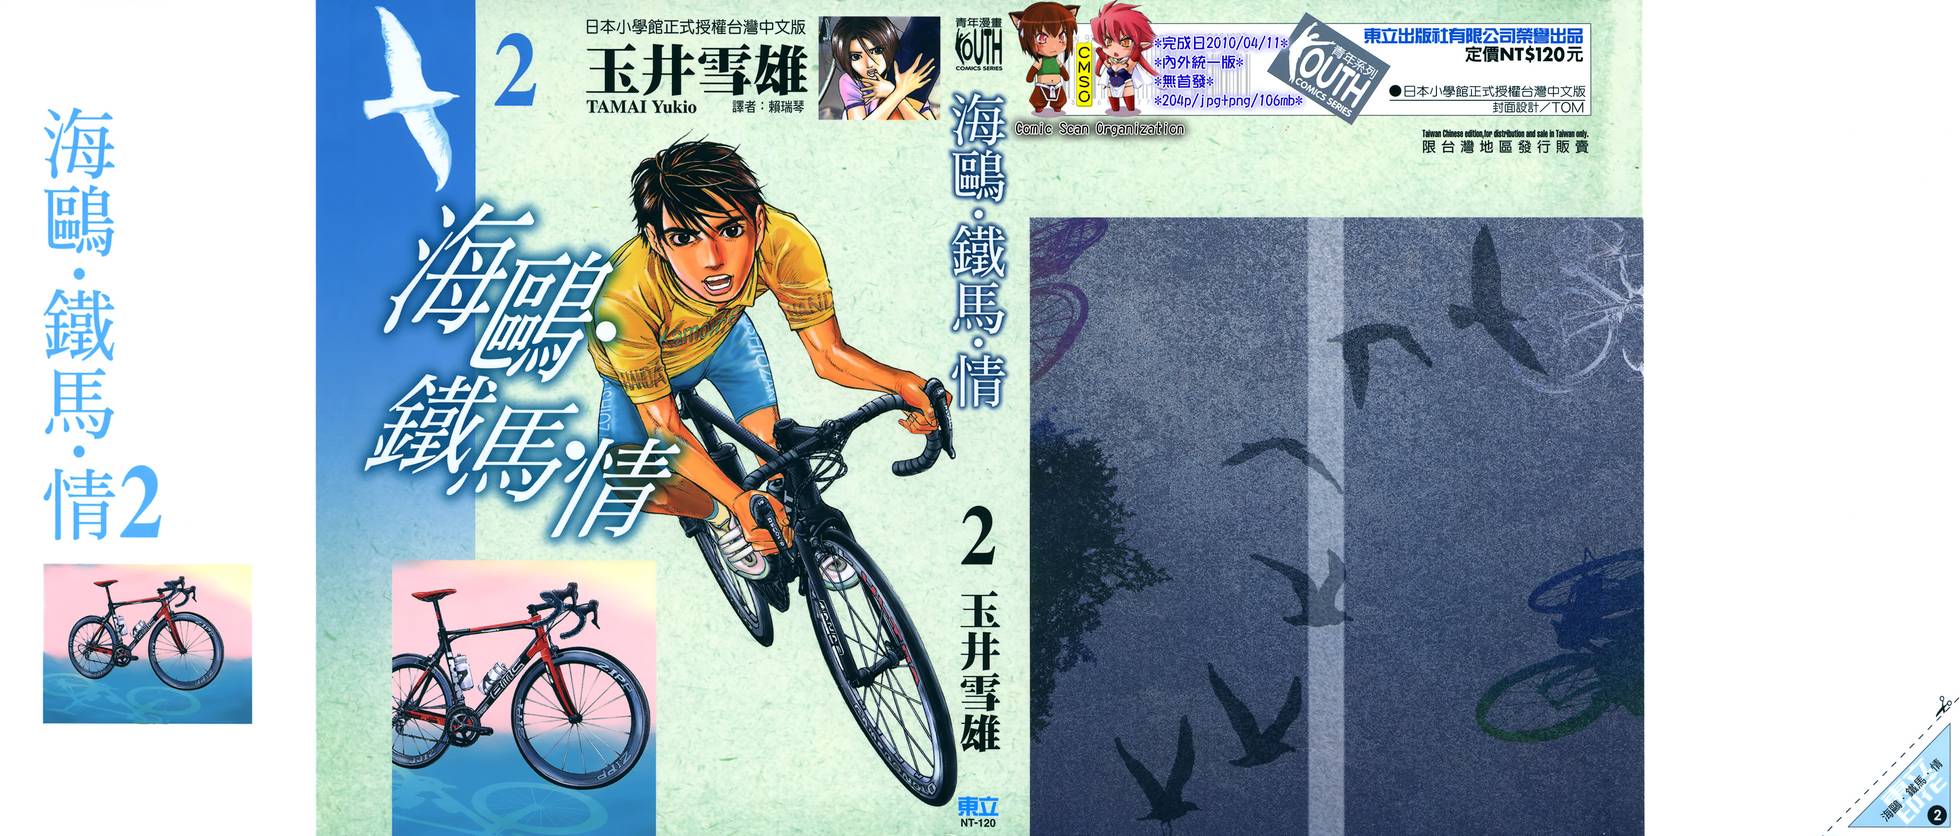 海鷗・鐵馬・情2
2
日本小學館正式授權台灣中文版
玉井雪雄
TAMAI Yukio
譯者：賴瑞琴
海鷗・
鐵馬・情
SMS
ZIPP
ZIPP
青年漫畫
YOUTH
COMICS SERIES
海鷗・鐵馬・情
2
玉井雪雄
東立
NT-120
CMSO
Comic Scan Organization
*完成日2010/04/11*
*內外統一版*
*無首發*
*204p/jpg+png/106mb*
青年系列
YOUTH
COMICS SERIES
東立出版社有限公司榮譽出品
定價NT$120元
●日本小學館正式授權台灣中文版
封面設計／TOM
Taiwan Chinese edition,for distribution and sale in Taiwan only.
限台灣地區發行販賣
海鷗・鐵馬・情
2